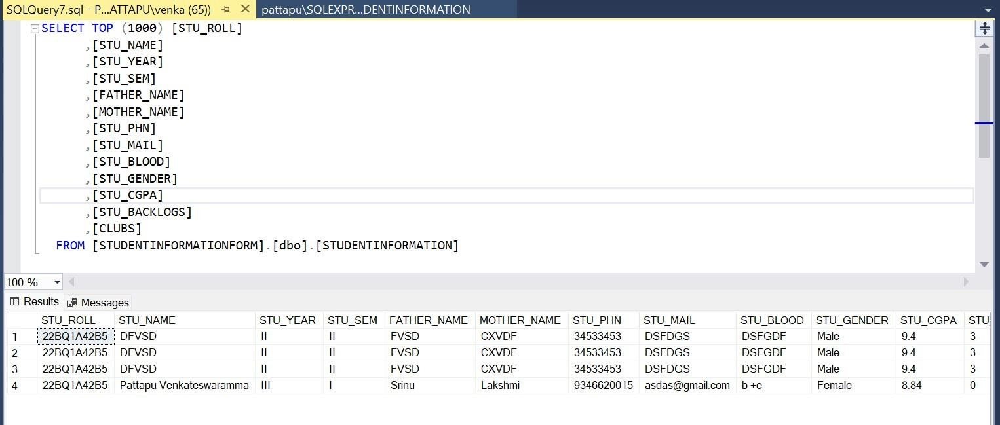 SQLQuery7.sql - P...ATTAPU\venka (65)) pattapu\SQLEXPR...DENTINFORMATION
SELECT TOP (1000) [STU_ROLL]
,[STU_NAME]
,[STU_YEAR]
,[STU_SEM]
,[FATHER_NAME]
,[MOTHER_NAME]
,[STU_PHN]
,[STU_MAIL]
,[STU_BLOOD]
,[STU_GENDER]
,[STU_CGPA]
,[STU_BACKLOGS]
,[CLUBS]
FROM [STUDENTINFORMATIONFORM].[dbo].[STUDENTINFORMATION]
100 %
Results Messages
STU_ROLL STU_NAME STU_YEAR STU_SEM FATHER_NAME MOTHER_NAME STU_PHN STU_MAIL STU_BLOOD STU_GENDER STU_CGPA STU_
1 22BQ1A42B5 DFVSD II II FVSD CXVDF 34533453 DSFDGS DSFGDF Male 9.4 3
2 22BQ1A42B5 DFVSD II II FVSD CXVDF 34533453 DSFDGS DSFGDF Male 9.4 3
3 22BQ1A42B5 DFVSD II II FVSD CXVDF 34533453 DSFDGS DSFGDF Male 9.4 3
4 22BQ1A42B5 Pattapu Venkateswaramma III I Srinu Lakshmi 9346620015 asdas@gmail.com b +e Female 8.84 0